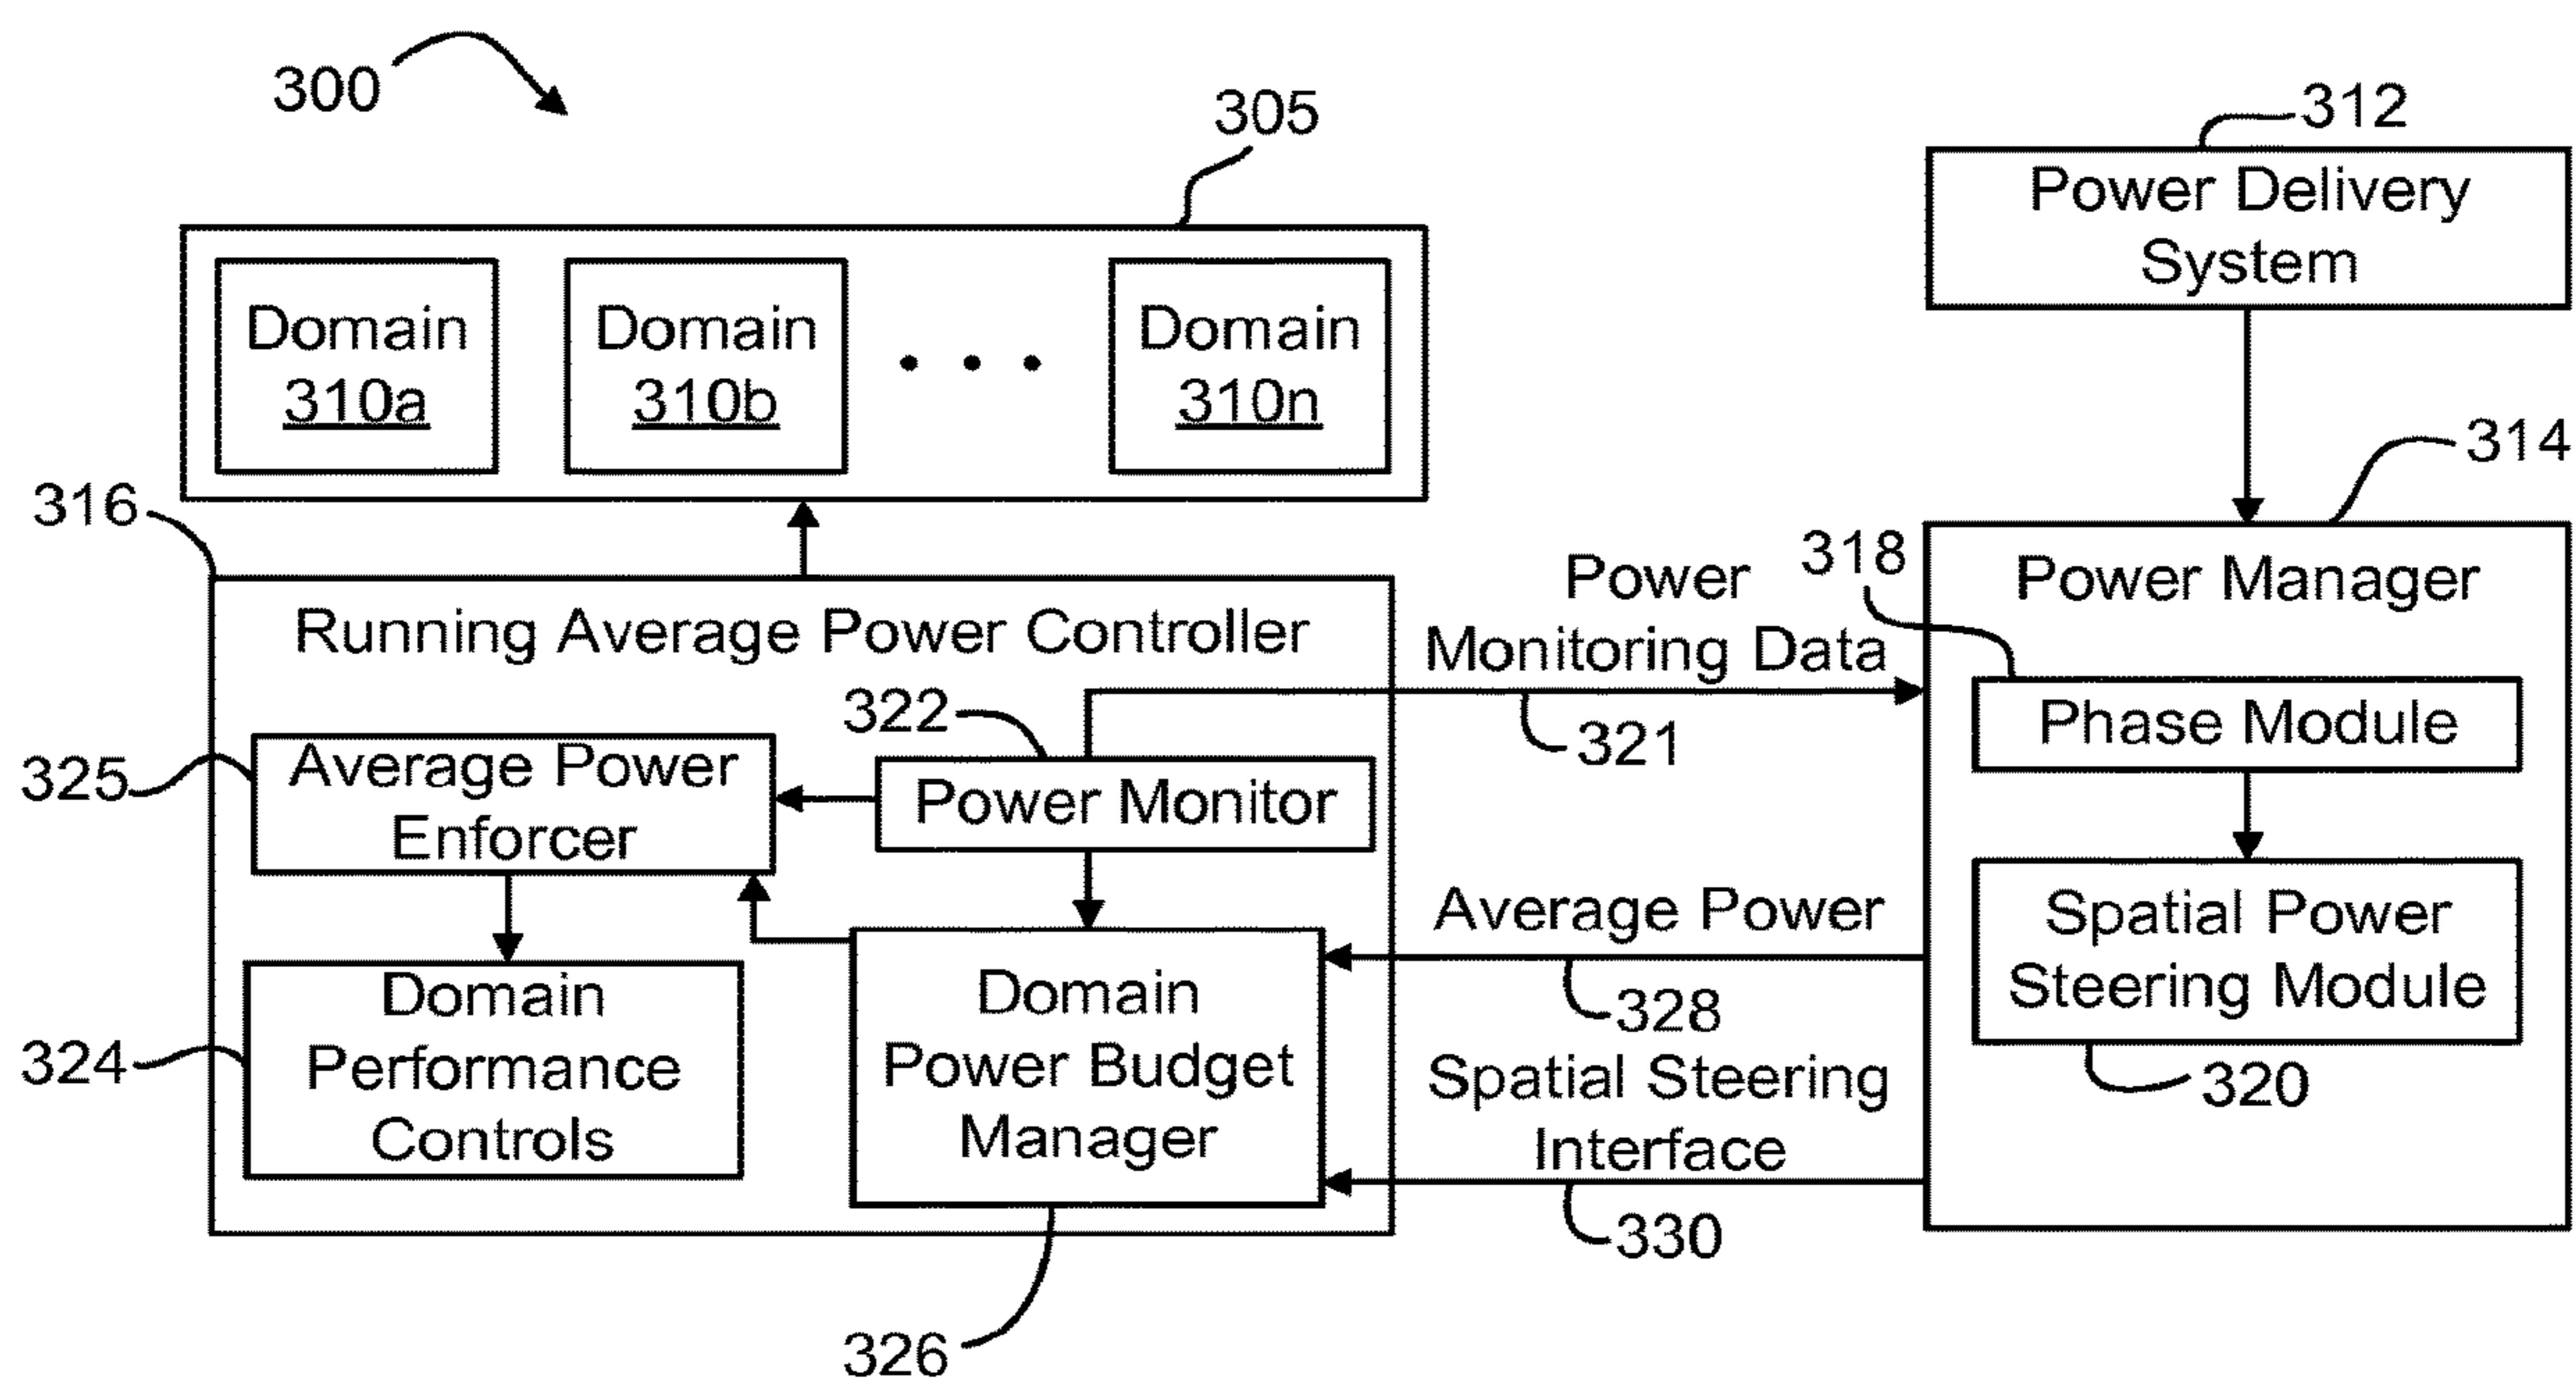 300
305
312
Power Delivery
System
Domain
310a
Domain
310b
Domain
310n
314
316
Running Average Power Controller
Power
Monitoring Data
318
Power Manager
322
321
Phase Module
325
Average Power
Enforcer
Power Monitor
Average Power
328
Spatial Power
Steering Module
320
324
Domain
Performance
Controls
Domain
Power Budget
Manager
Spatial Steering
Interface
330
326